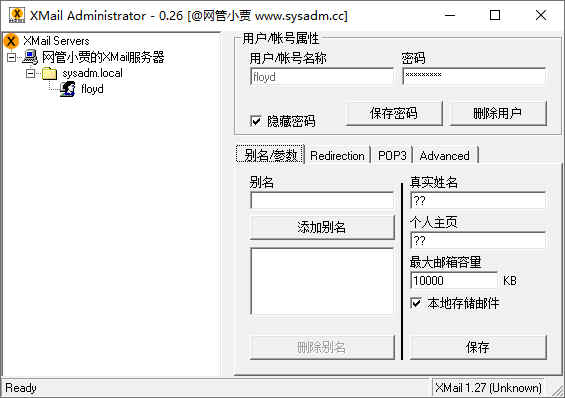 XMail Administrator - 0.26 [@网管小贾 www.sysadm.cc]
XMail Servers
网管小贾的XMail服务器
sysadm.local
floyd
用户/帐号属性
用户/帐号名称
密码
floyd
*********
隐藏密码
保存密码
删除用户
别名/参数
Redirection
POP3
Advanced
别名
添加别名
删除别名
真实姓名
??
个人主页
??
最大邮箱容量
10000 KB
本地存储邮件
保存
Ready
XMail 1.27 (Unknown)